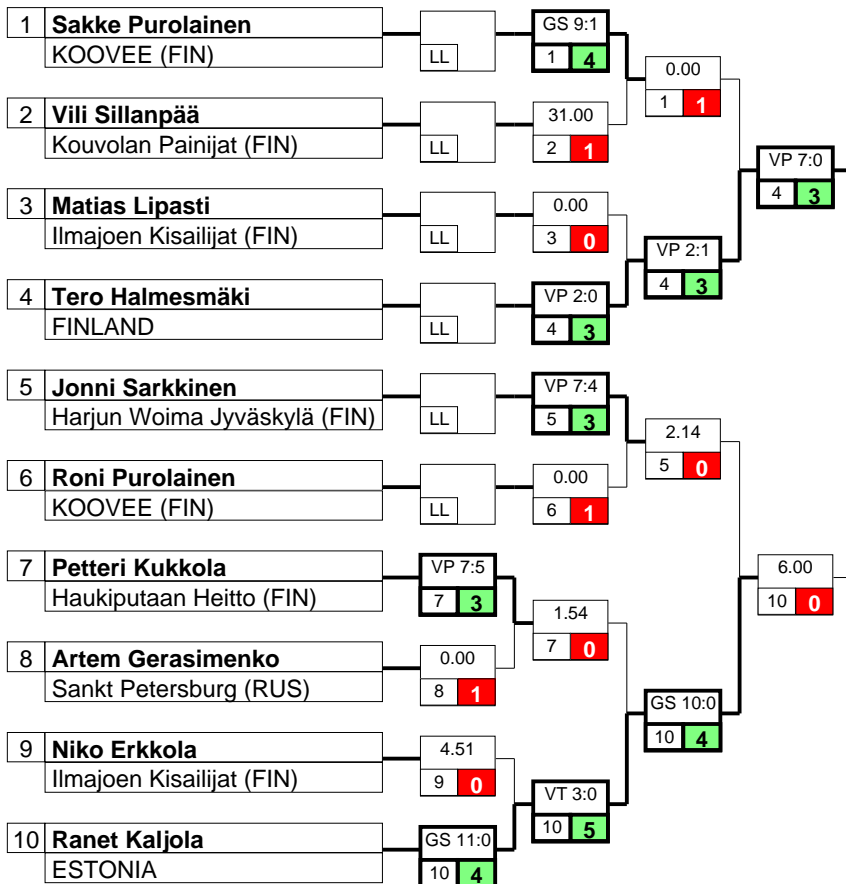 1 Sakke Purolainen
KOOVEE (FIN)
LL
GS 9:1
1 4
0.00
1 1
2 Vili Sillanpää
Kouvolan Painijat (FIN)
LL
31.00
2 1
VP 7:0
4 3
3 Matias Lipasti
Ilmajoen Kisailijat (FIN)
LL
0.00
3 0
VP 2:1
4 3
4 Tero Halmesmäki
FINLAND
LL
VP 2:0
4 3
5 Jonni Sarkkinen
Harjun Woima Jyväskylä (FIN)
LL
VP 7:4
5 3
2.14
5 0
6 Roni Purolainen
KOOVEE (FIN)
LL
0.00
6 1
7 Petteri Kukkola
Haukiputaan Heitto (FIN)
VP 7:5
7 3
1.54
7 0
6.00
10 0
8 Artem Gerasimenko
Sankt Petersburg (RUS)
0.00
8 1
GS 10:0
10 4
9 Niko Erkkola
Ilmajoen Kisailijat (FIN)
4.51
9 0
VT 3:0
10 5
10 Ranet Kaljola
ESTONIA
GS 11:0
10 4